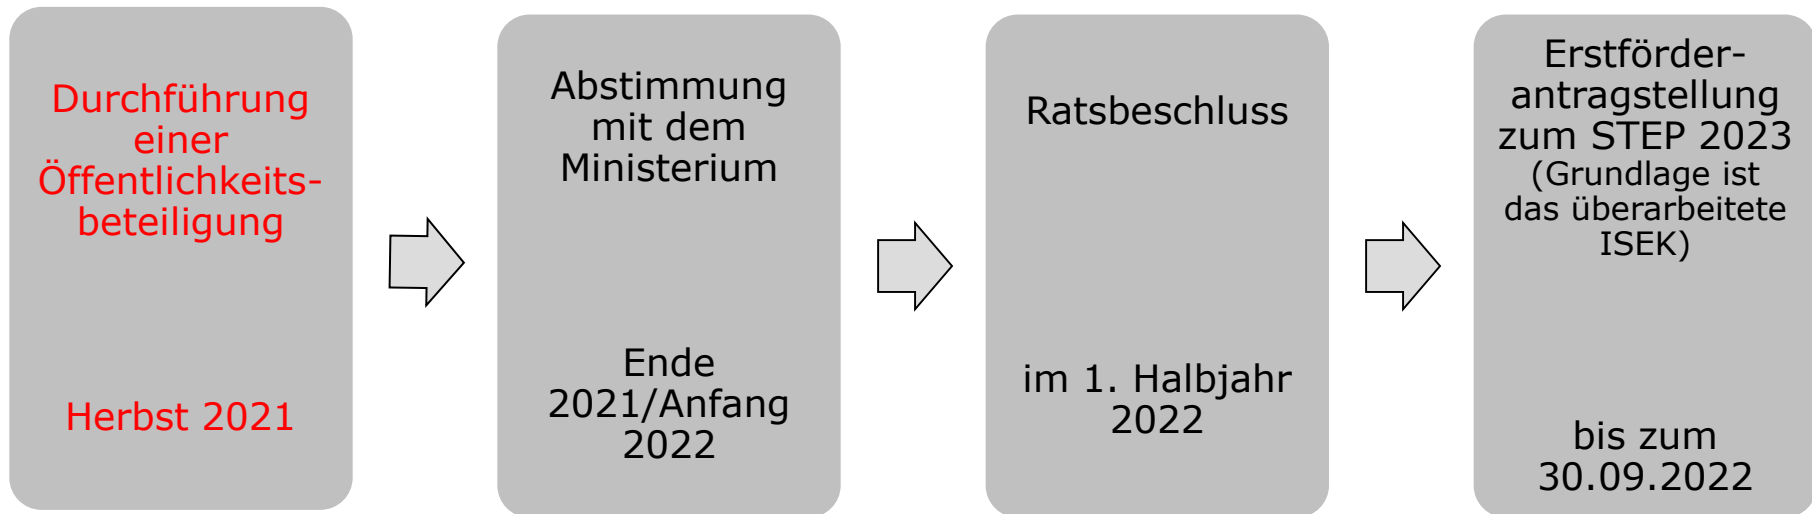 Durchführung
einer
Öffentlichkeits-
beteiligung
Herbst 2021
Abstimmung
mit dem
Ministerium
Ende
2021/Anfang
2022
Ratsbeschluss
im 1. Halbjahr
2022
Erstförder-
antragstellung
zum STEP 2023
(Grundlage ist
das überarbeitete
ISEK)
bis zum
30.09.2022